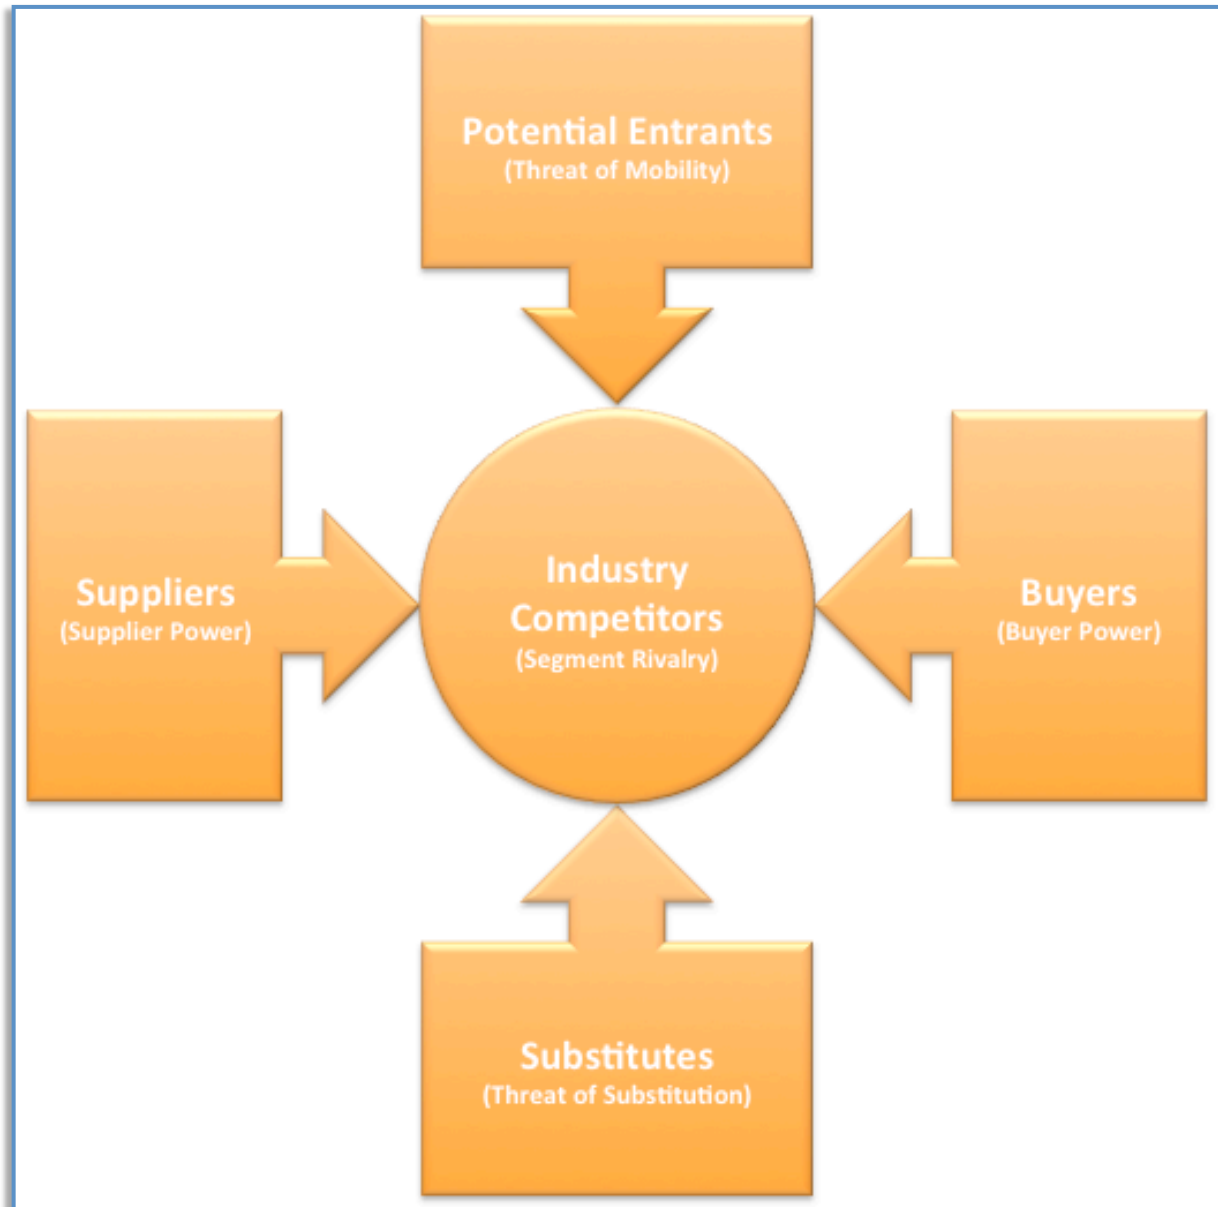 Potential Entrants
(Threat of Mobility)
Suppliers
(Supplier Power)
Industry
Competitors
(Segment Rivalry)
Buyers
(Buyer Power)
Substitutes
(Threat of Substitution)